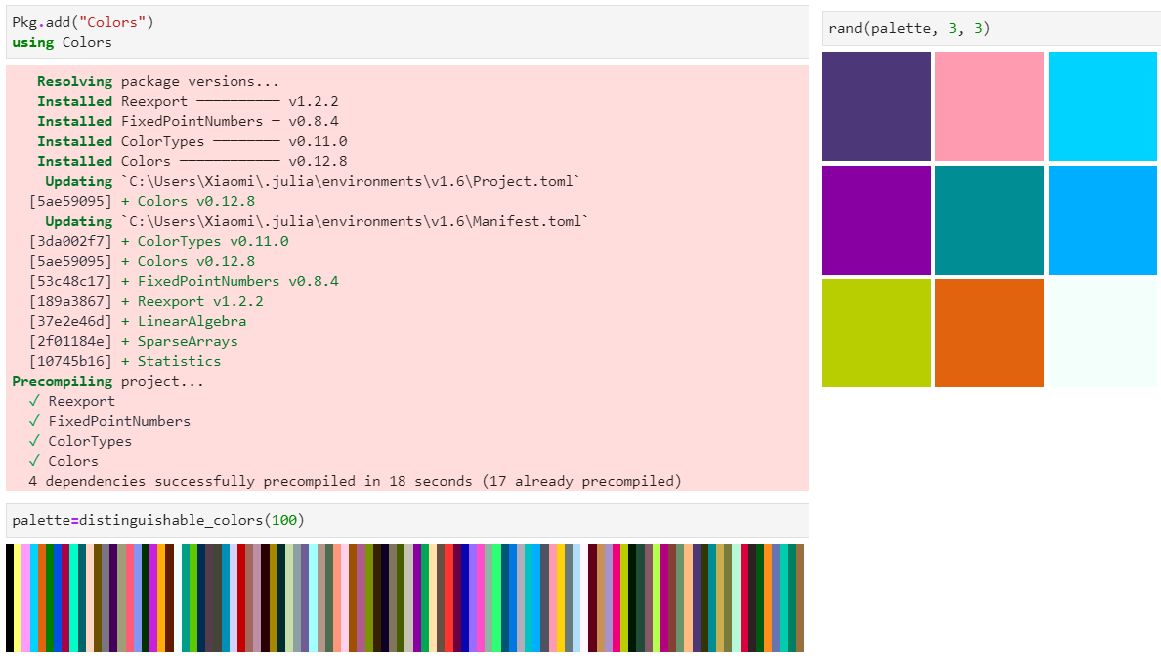 Pkg.add("Colors")
using Colors
Resolving package versions...
Installed Reexport ────────── v1.2.2
Installed FixedPointNumbers ─ v0.8.4
Installed ColorTypes ──────── v0.11.0
Installed Colors ──────────── v0.12.8
Updating `C:\Users\Xiaomi\.julia\environments\v1.6\Project.toml`
[5ae59095] + Colors v0.12.8
Updating `C:\Users\Xiaomi\.julia\environments\v1.6\Manifest.toml`
[3da002f7] + ColorTypes v0.11.0
[5ae59095] + Colors v0.12.8
[53c48c17] + FixedPointNumbers v0.8.4
[189a3867] + Reexport v1.2.2
[37e2e46d] + LinearAlgebra
[2f01184e] + SparseArrays
[10745b16] + Statistics
Precompiling project...
✓ Reexport
✓ FixedPointNumbers
✓ ColorTypes
✓ Colors
4 dependencies successfully precompiled in 18 seconds (17 already precompiled)
palette=distinguishable_colors(100)
rand(palette, 3, 3)